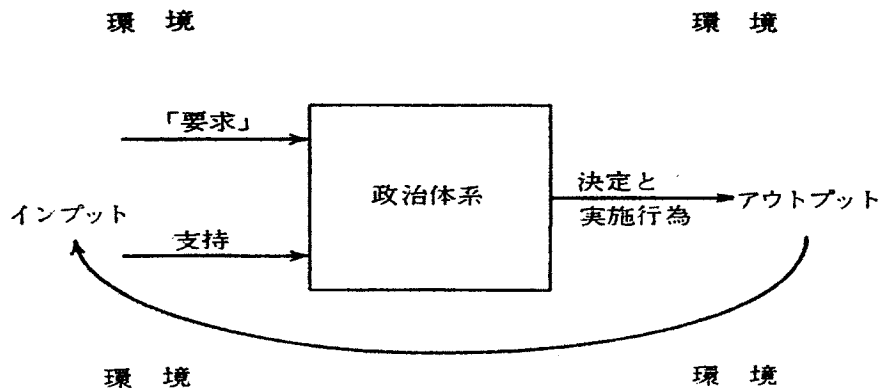 環 境
環 境
「要求」
政治体系
決定と
実施行為
アウトプット
インプット
支持
環 境
環 境